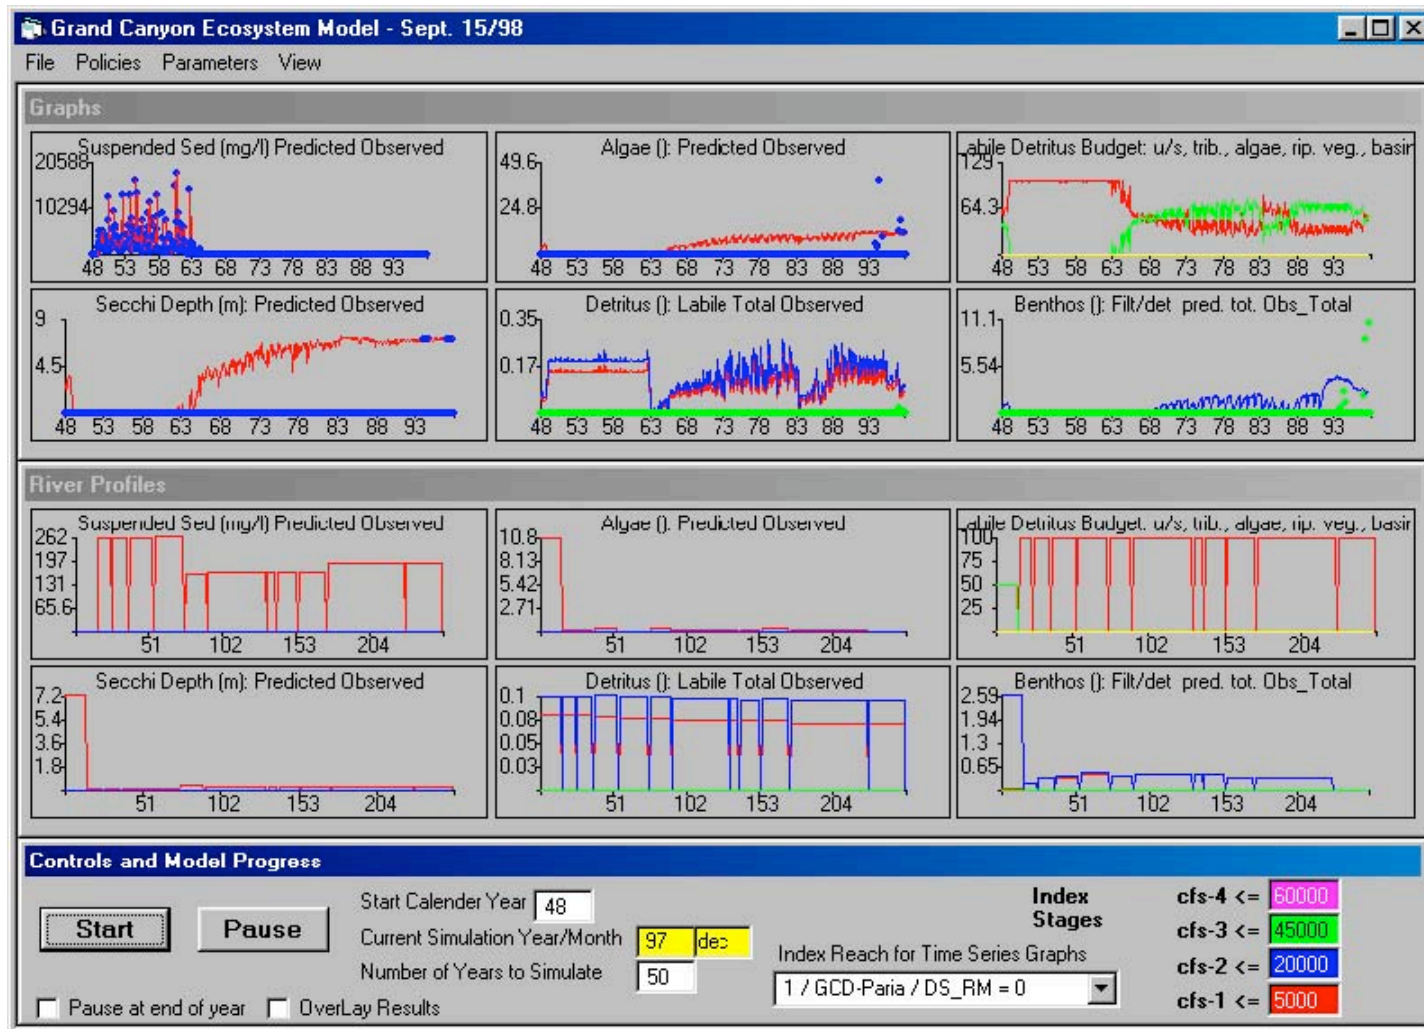 Grand Canyon Ecosystem Model - Sept. 15/98
File Policies Parameters View
Graphs
Suspended Sed (mg/l) Predicted Observed
20588
10294
48 53 58 63 68 73 78 83 88 93
Algae (): Predicted Observed
49.6
24.8
48 53 58 63 68 73 78 83 88 93
abile Detritus Budget: u/s, trib., algae, rip. veg., basin
129
64.3
48 53 58 63 68 73 78 83 88 93
Secchi Depth (m): Predicted Observed
9
4.5
48 53 58 63 68 73 78 83 88 93
Detritus (): Labile Total Observed
0.35
0.17
48 53 58 63 68 73 78 83 88 93
Benthos (): Filt/det pred. tot. Obs_Total
11.1
5.54
48 53 58 63 68 73 78 83 88 93
River Profiles
Suspended Sed (mg/l) Predicted Observed
262
197
131
65.6
51 102 153 204
Algae (): Predicted Observed
10.8
8.13
5.42
2.71
51 102 153 204
abile Detritus Budget: u/s, trib., algae, rip. veg., basin
100
75
50
25
51 102 153 204
Secchi Depth (m): Predicted Observed
7.2
5.4
3.6
1.8
51 102 153 204
Detritus (): Labile Total Observed
0.1
0.08
0.05
0.03
51 102 153 204
Benthos (): Filt/det pred. tot. Obs_Total
2.59
1.94
1.3
0.65
51 102 153 204
Controls and Model Progress
Start
Pause
Start Calender Year 48
Current Simulation Year/Month 97 dec
Number of Years to Simulate 50
Pause at end of year OverLay Results
Index Reach for Time Series Graphs
1 / GCD-Paria / DS_RM = 0
Index
Stages
cfs-4 <= 60000
cfs-3 <= 45000
cfs-2 <= 20000
cfs-1 <= 5000